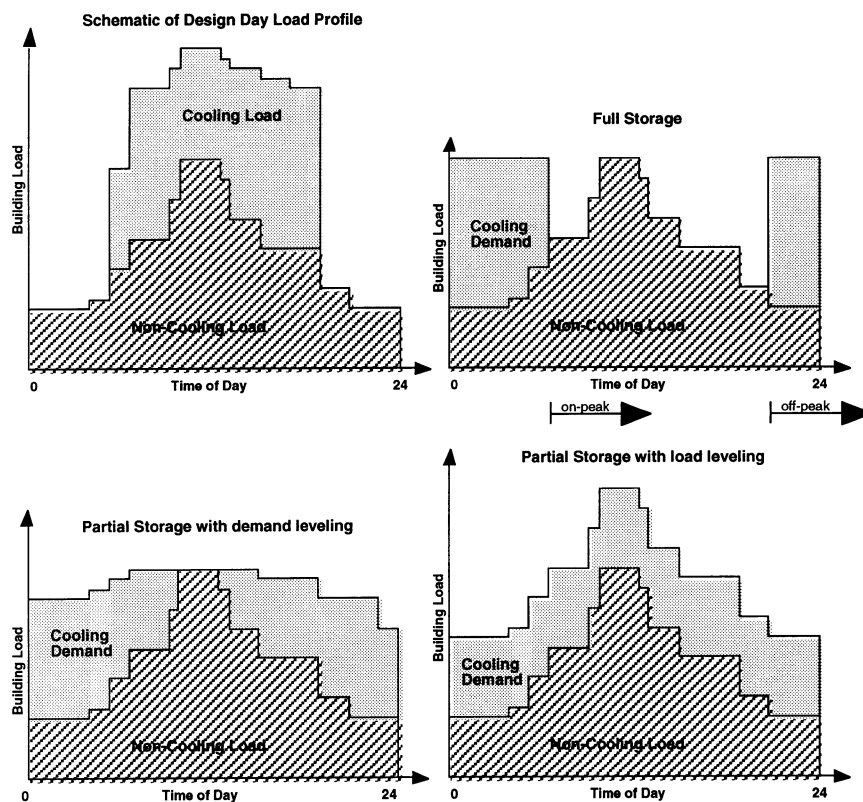 Schematic of Design Day Load Profile
Building Load
Cooling Load
Non-Cooling Load
0
Time of Day
24
Full Storage
Building Load
Cooling
Demand
Non-Cooling Load
0
Time of Day
24
on-peak
off-peak
Partial Storage with demand leveling
Building Load
Cooling
Demand
Non-Cooling Load
0
Time of Day
24
Partial Storage with load leveling
Building Load
Cooling
Demand
Non-Cooling Load
0
Time of Day
24